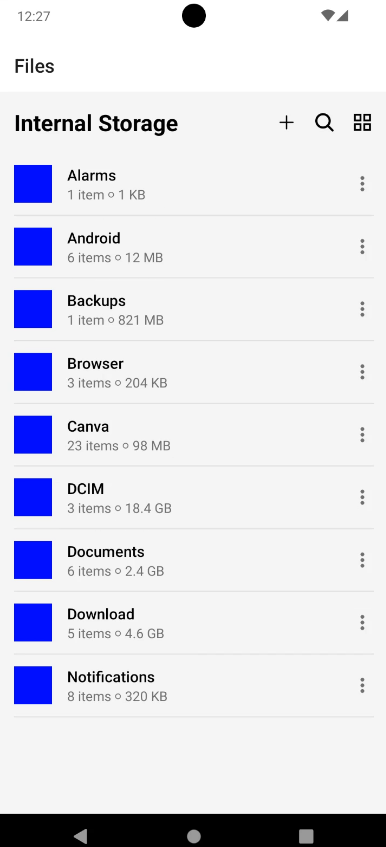 12:27
Files
Internal Storage
Alarms
1 item ○ 1 KB
Android
6 items ○ 12 MB
Backups
1 item ○ 821 MB
Browser
3 items ○ 204 KB
Canva
23 items ○ 98 MB
DCIM
3 items ○ 18.4 GB
Documents
6 items ○ 2.4 GB
Download
5 items ○ 4.6 GB
Notifications
8 items ○ 320 KB